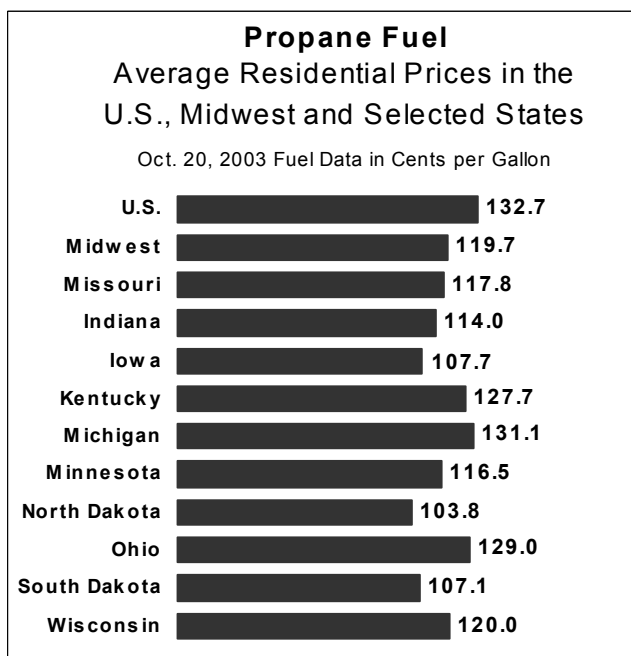 Propane Fuel
Average Residential Prices in the
U.S., Midwest and Selected States
Oct. 20, 2003 Fuel Data in Cents per Gallon
U.S. 132.7
Midwest 119.7
Missouri 117.8
Indiana 114.0
Iowa 107.7
Kentucky 127.7
Michigan 131.1
Minnesota 116.5
North Dakota 103.8
Ohio 129.0
South Dakota 107.1
Wisconsin 120.0